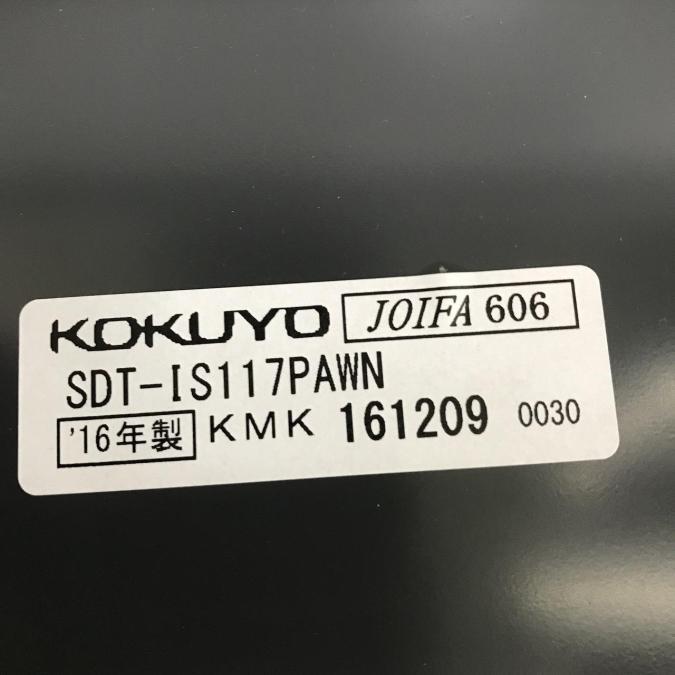 KOKUYO JOIFA 606
SDT-IS117PAWN
'16年製 KMK 161209 0030